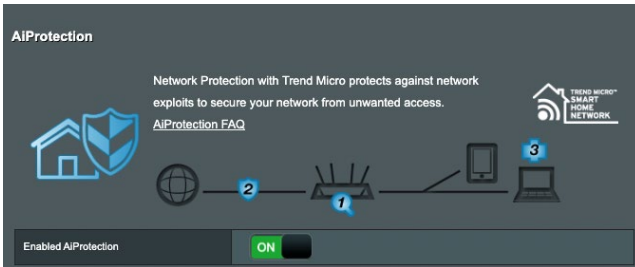 AiProtection
Network Protection with Trend Micro protects against network
exploits to secure your network from unwanted access.
AiProtection FAQ
TREND MICRO™
SMART
HOME
NETWORK
3
2
1
Enabled AiProtection
ON